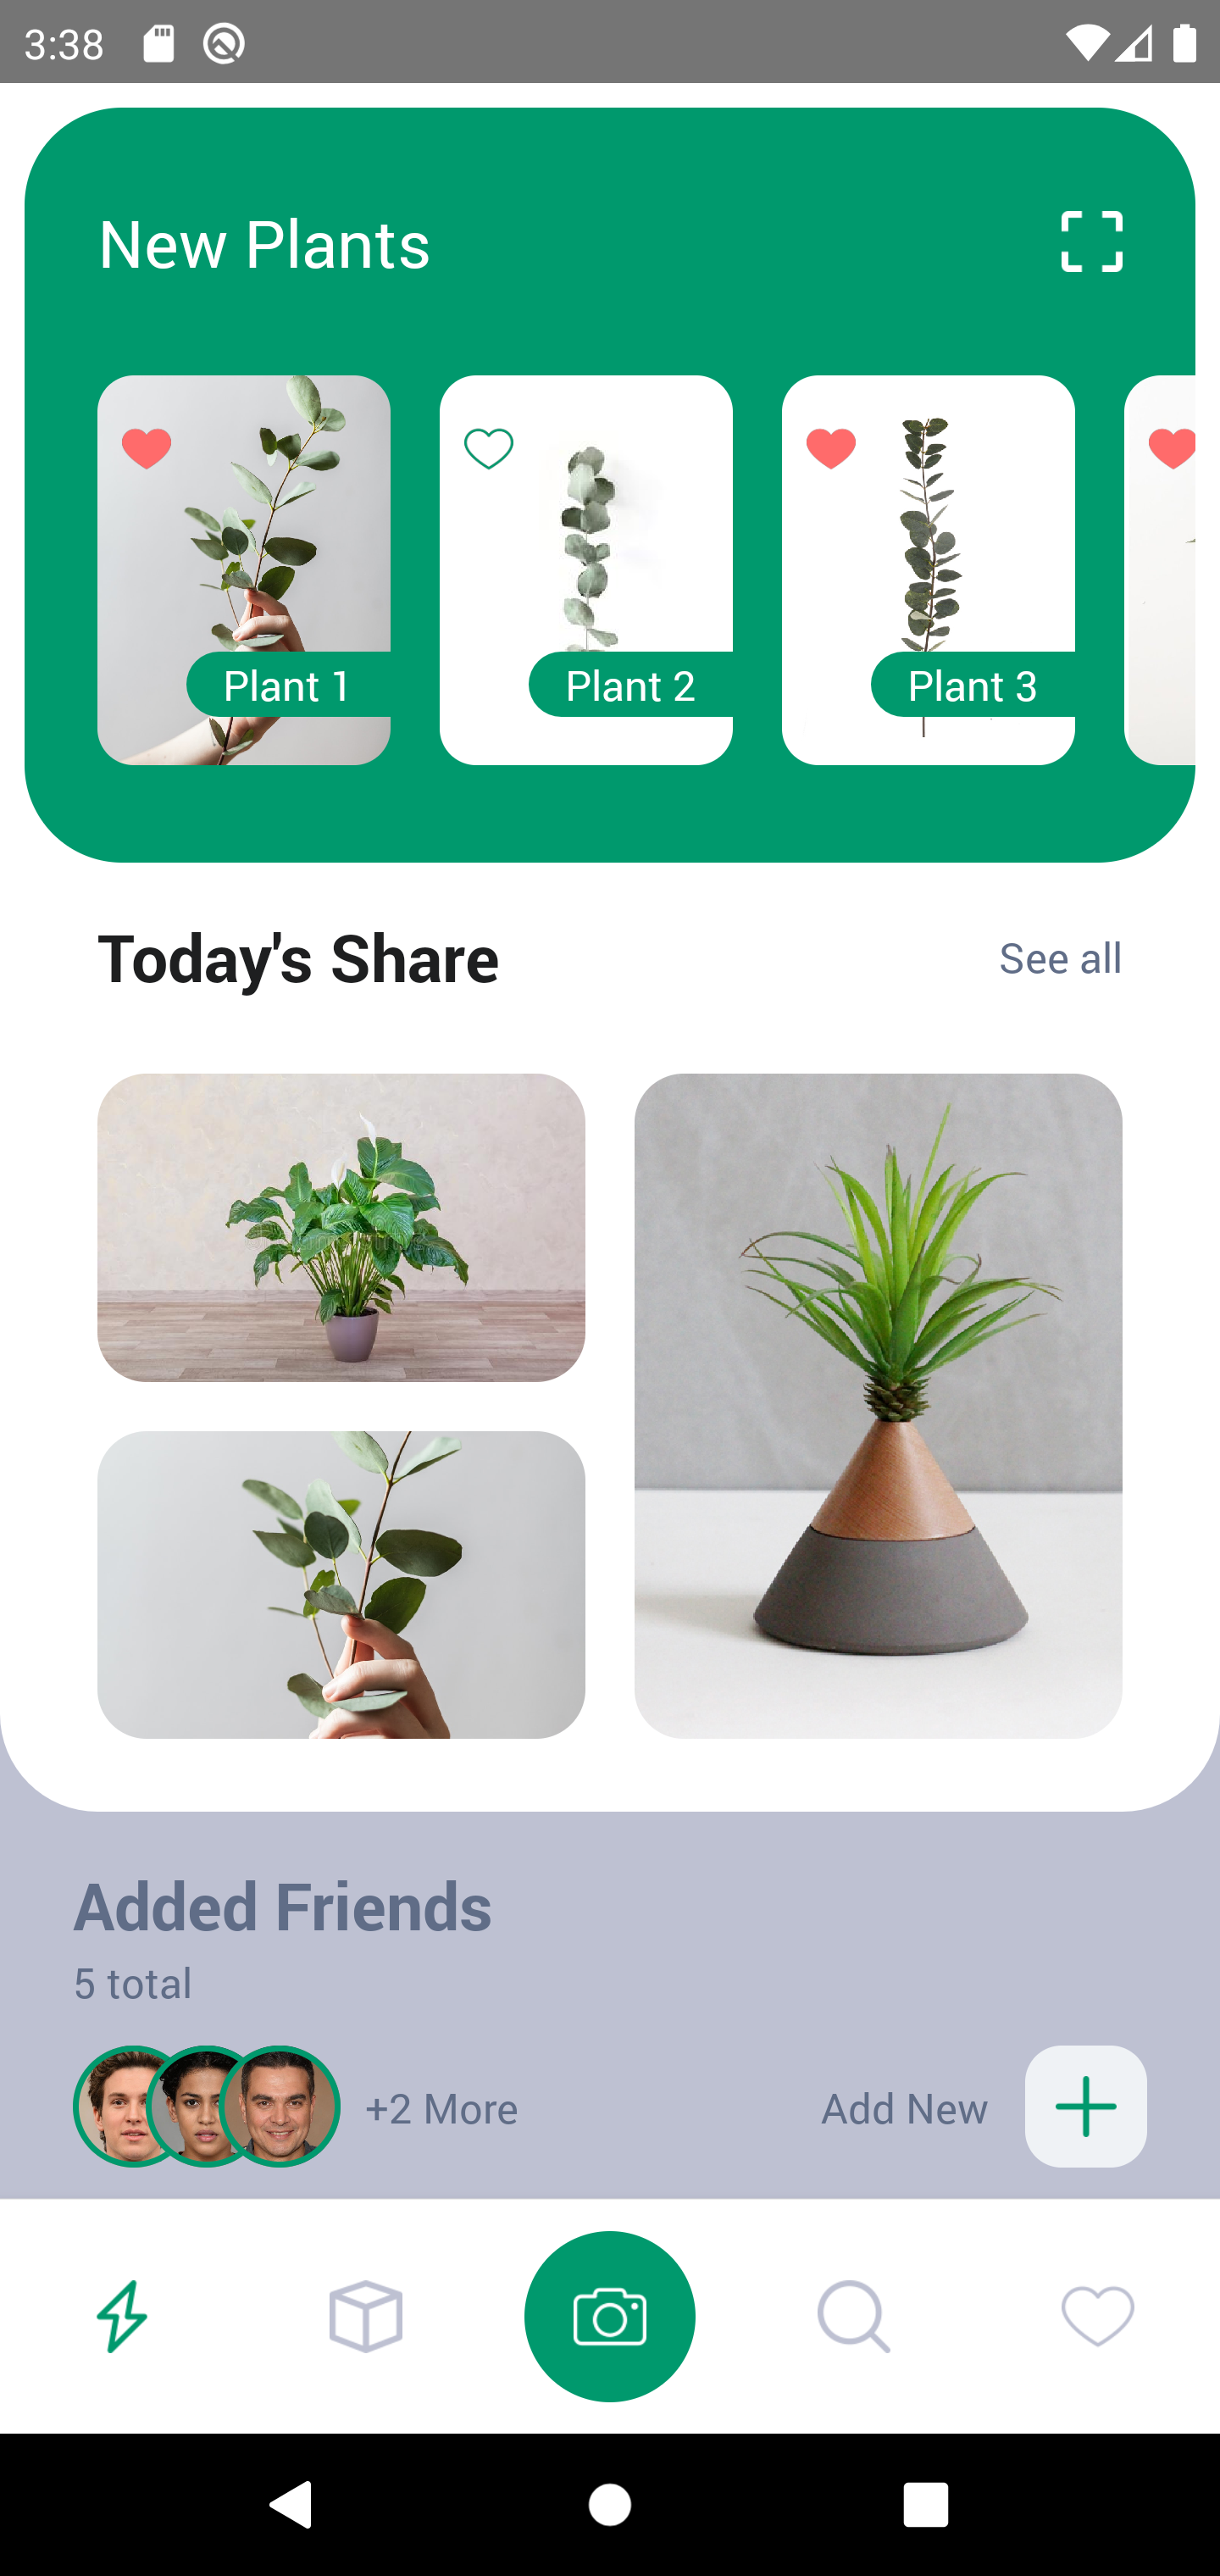 3:38
New Plants
Plant 1
Plant 2
Plant 3
Today's Share
See all
Added Friends
5 total
+2 More
Add New